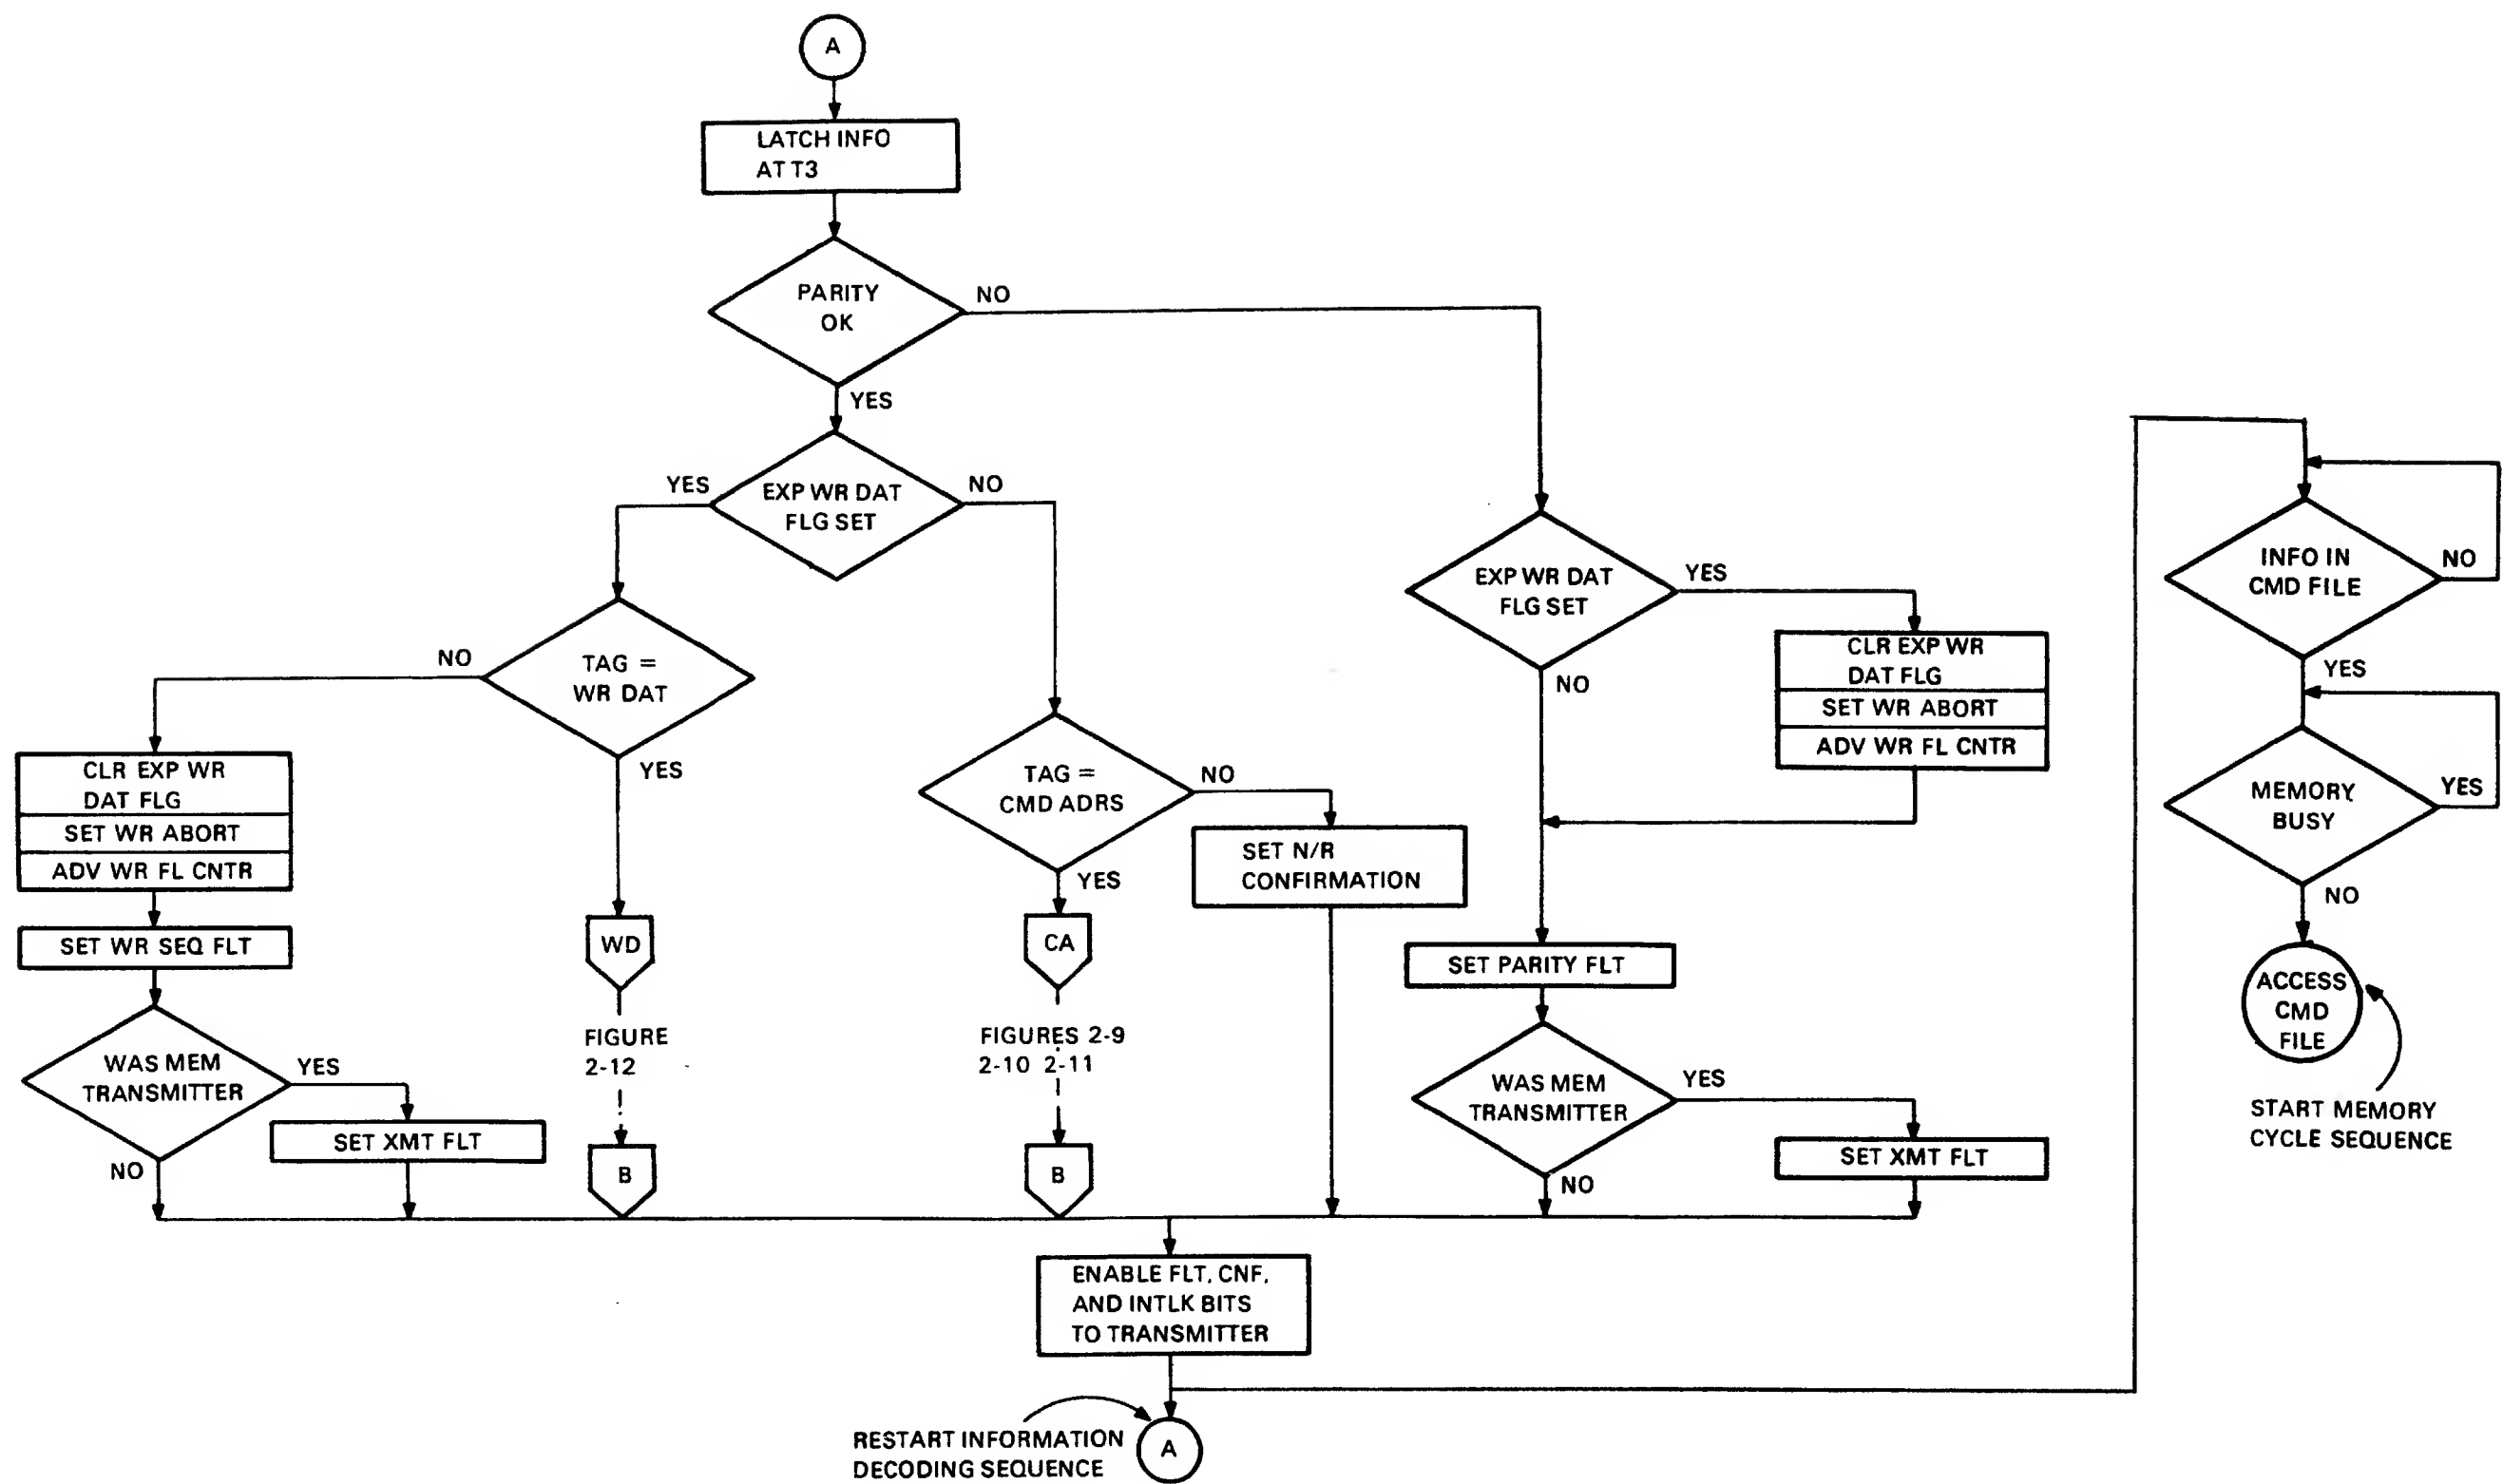 A
LATCH INFO
AT T3
PARITY
OK
NO
YES
EXP WR DAT
FLG SET
YES
NO
TAG =
WR DAT
NO
YES
CLR EXP WR
DAT FLG
SET WR ABORT
ADV WR FL CNTR
SET WR SEQ FLT
WAS MEM
TRANSMITTER
YES
NO
SET XMT FLT
WD
FIGURE
2-12
B
TAG =
CMD ADRS
NO
YES
SET N/R
CONFIRMATION
CA
FIGURES 2-9
2-10 2-11
B
EXP WR DAT
FLG SET
YES
NO
CLR EXP WR
DAT FLG
SET WR ABORT
ADV WR FL CNTR
SET PARITY FLT
WAS MEM
TRANSMITTER
YES
NO
SET XMT FLT
ENABLE FLT, CNF,
AND INTLK BITS
TO TRANSMITTER
RESTART INFORMATION
DECODING SEQUENCE
A
INFO IN
CMD FILE
NO
YES
MEMORY
BUSY
YES
NO
ACCESS
CMD
FILE
START MEMORY
CYCLE SEQUENCE